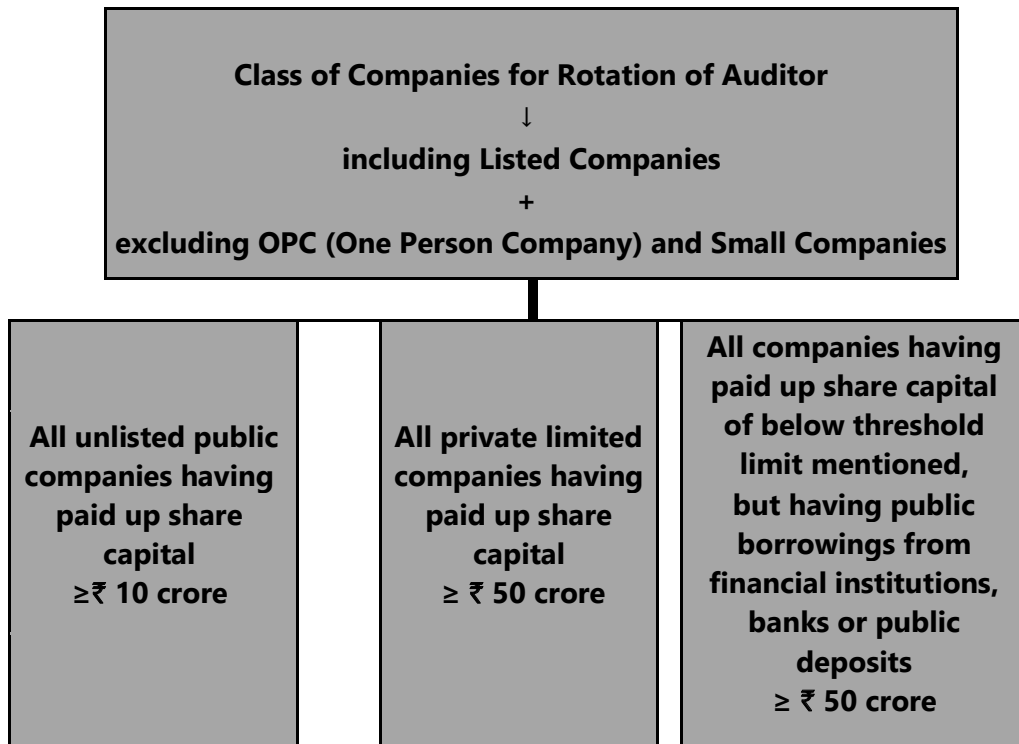 Class of Companies for Rotation of Auditor
↓
including Listed Companies
+
excluding OPC (One Person Company) and Small Companies
All unlisted public
companies having
paid up share
capital
≥₹ 10 crore
All private limited
companies having
paid up share
capital
≥ ₹ 50 crore
All companies having
paid up share capital
of below threshold
limit mentioned,
but having public
borrowings from
financial institutions,
banks or public
deposits
≥ ₹ 50 crore